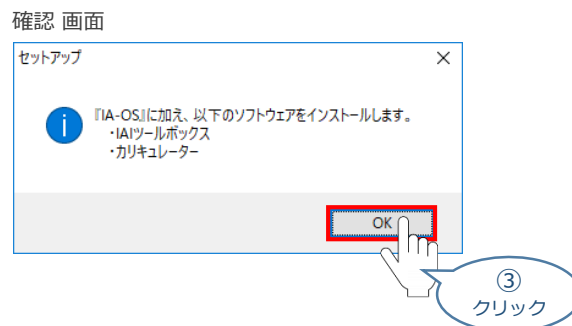 確認 画面
セットアップ
『IA-OS』に加え、以下のソフトウェアをインストールします。
・IAIツールボックス
・カリキュレーター
OK
③
クリック